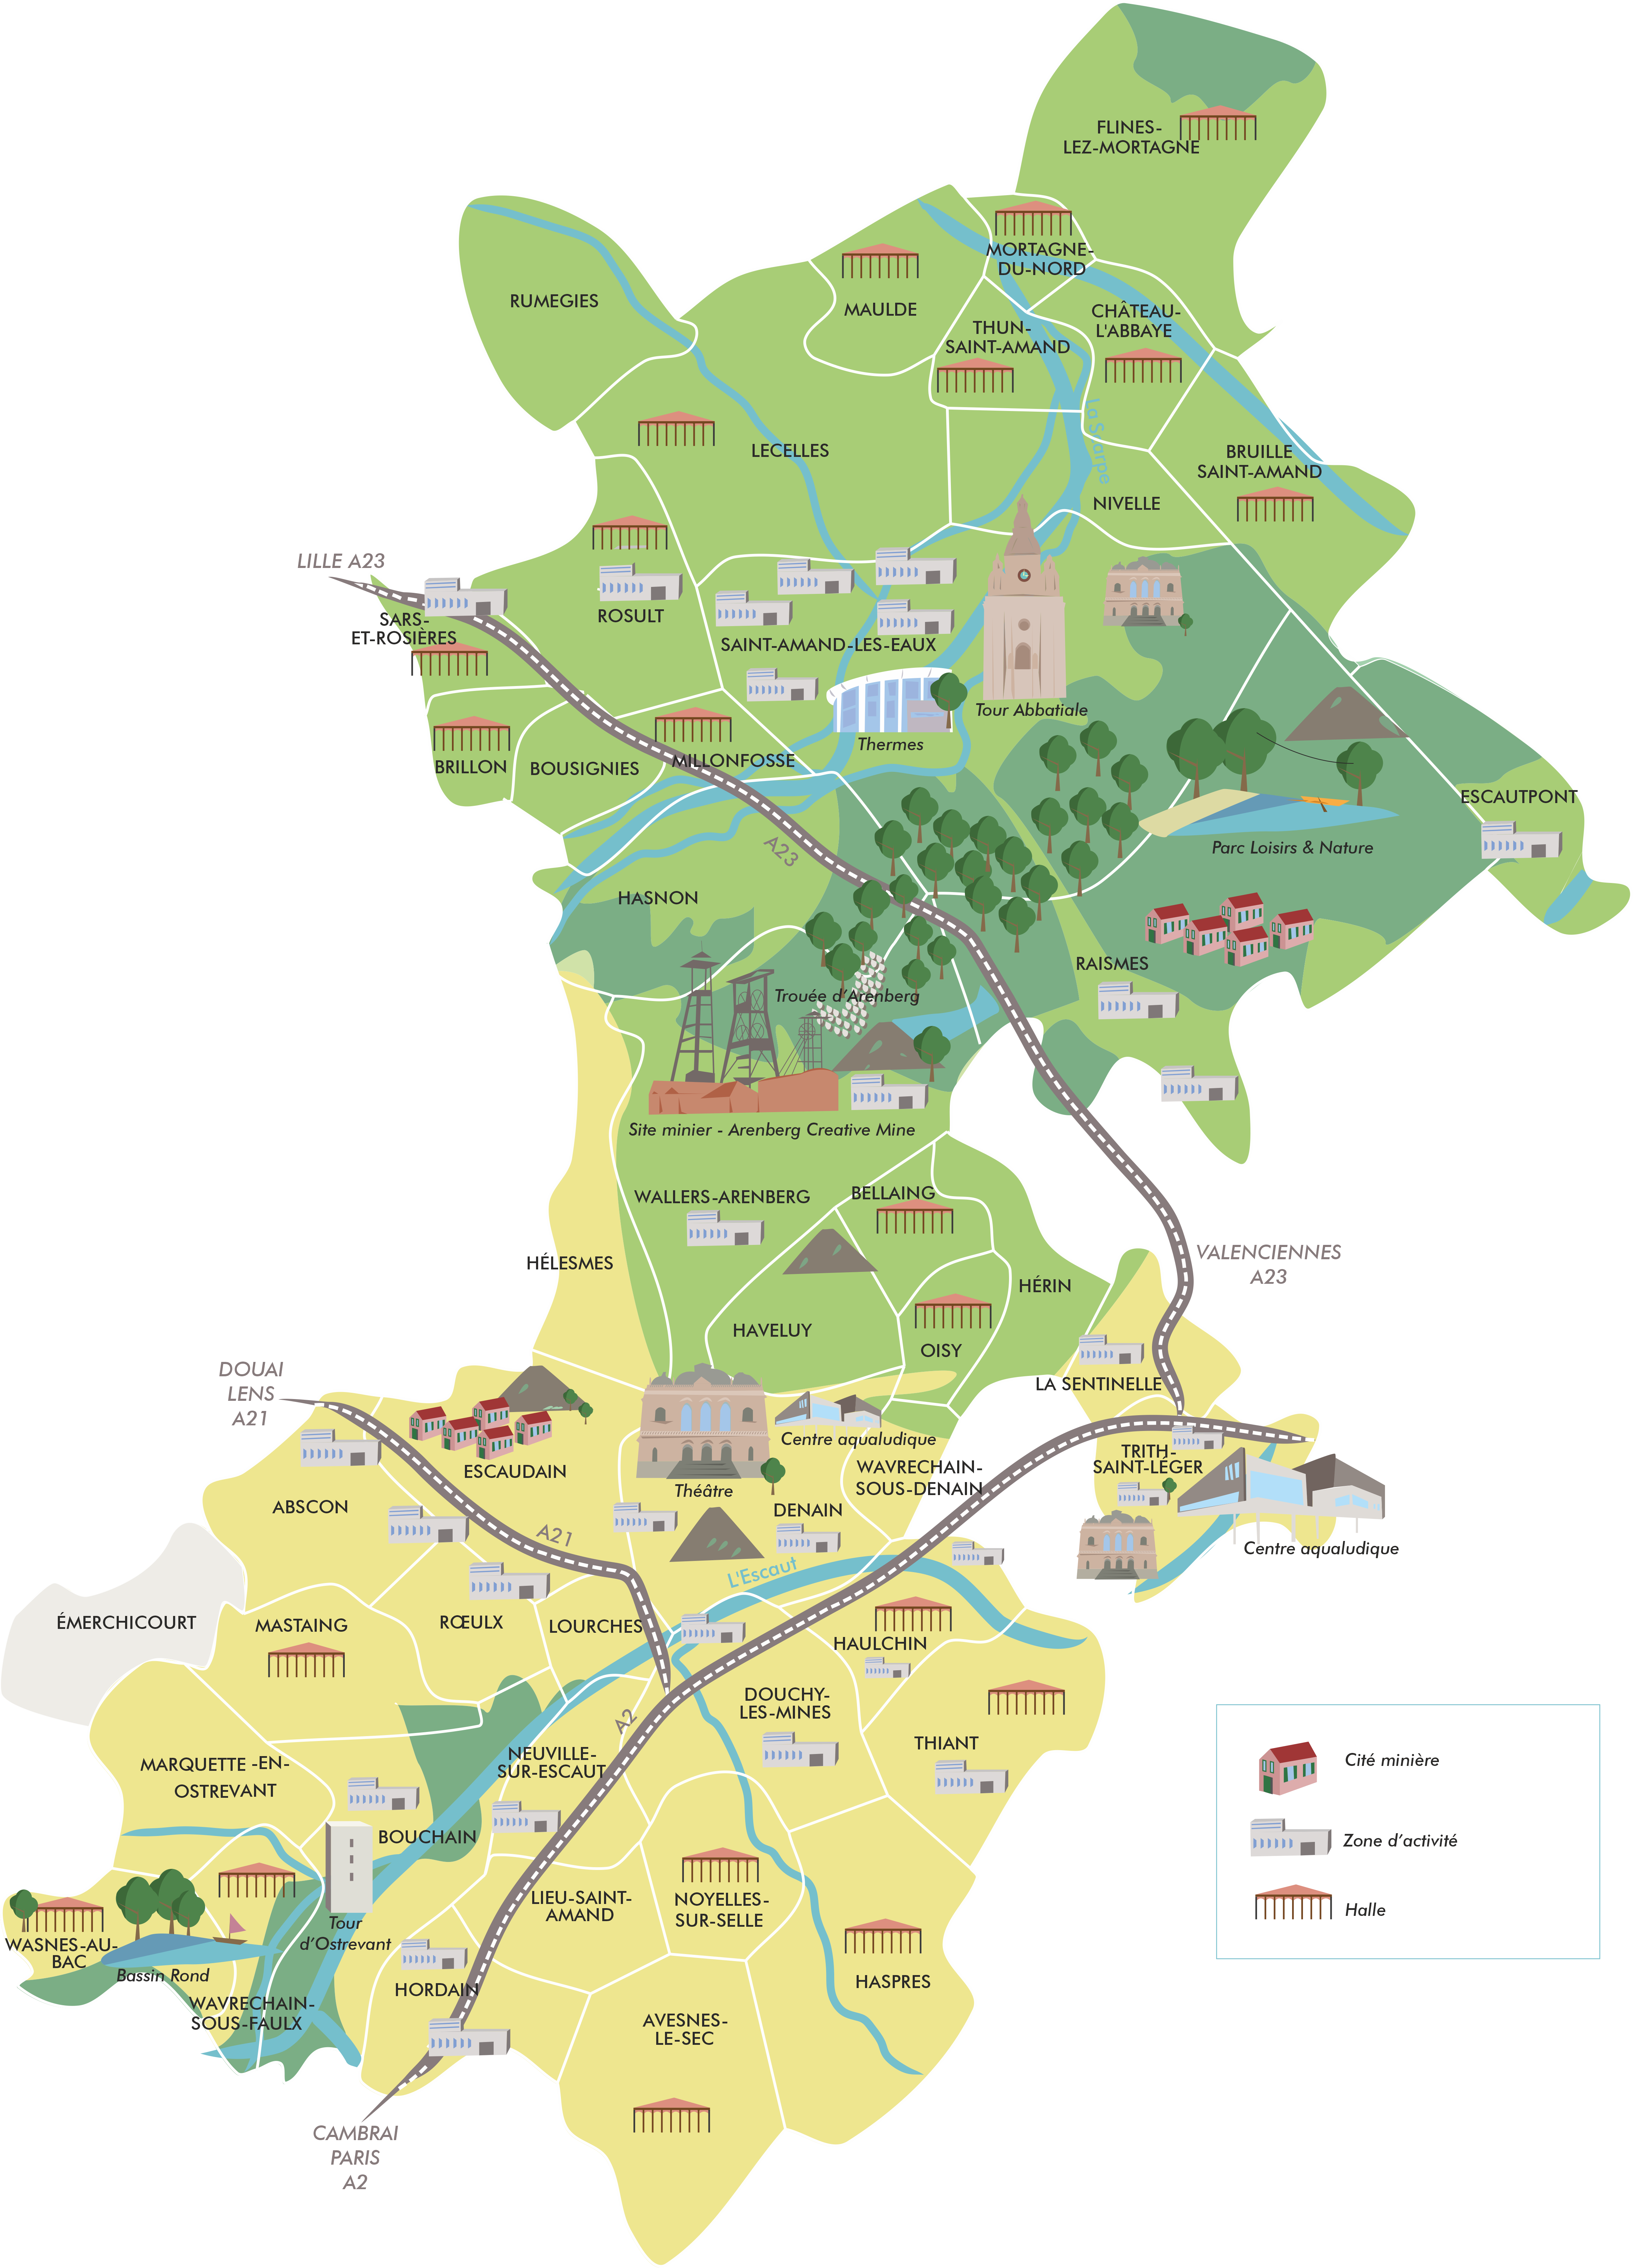 FLINES-
LEZ-MORTAGNE
MORTAGNE-
DU-NORD
RUMEGIES
MAULDE
CHÂTEAU-
L'ABBAYE
THUN-
SAINT-AMAND
La Scarpe
LECELLES
BRUILLE
SAINT-AMAND
NIVELLE
LILLE A23
SARS-
ET-ROSIÈRES
ROSULT
SAINT-AMAND-LES-EAUX
Tour Abbatiale
Thermes
BRILLON
BOUSIGNIES
MILLONFOSSE
ESCAUTPONT
A23
Parc Loisirs & Nature
HASNON
RAISMES
Trouée d'Arenberg
Site minier - Arenberg Creative Mine
WALLERS-ARENBERG
BELLAING
HÉLESMES
VALENCIENNES
A23
HÉRIN
HAVELUY
OISY
DOUAI
LENS
A21
LA SENTINELLE
Centre aqualudique
TRITH-
SAINT-LÉGER
WAVRECHAIN-
SOUS-DENAIN
ESCAUDAIN
Théâtre
ABSCON
DENAIN
A21
Centre aqualudique
L'Escaut
ÉMERCHICOURT
MASTAING
RŒULX
LOURCHES
HAULCHIN
DOUCHY-
LES-MINES
A2
THIANT
NEUVILLE-
SUR-ESCAUT
MARQUETTE -EN-
OSTREVANT
BOUCHAIN
Cité minière
Zone d'activité
Halle
LIEU-SAINT-
AMAND
NOYELLES-
SUR-SELLE
Tour
d'Ostrevant
WASNES-AU-
BAC
Bassin Rond
HORDAIN
HASPRES
WAVRECHAIN-
SOUS-FAULX
AVESNES-
LE-SEC
CAMBRAI
PARIS
A2